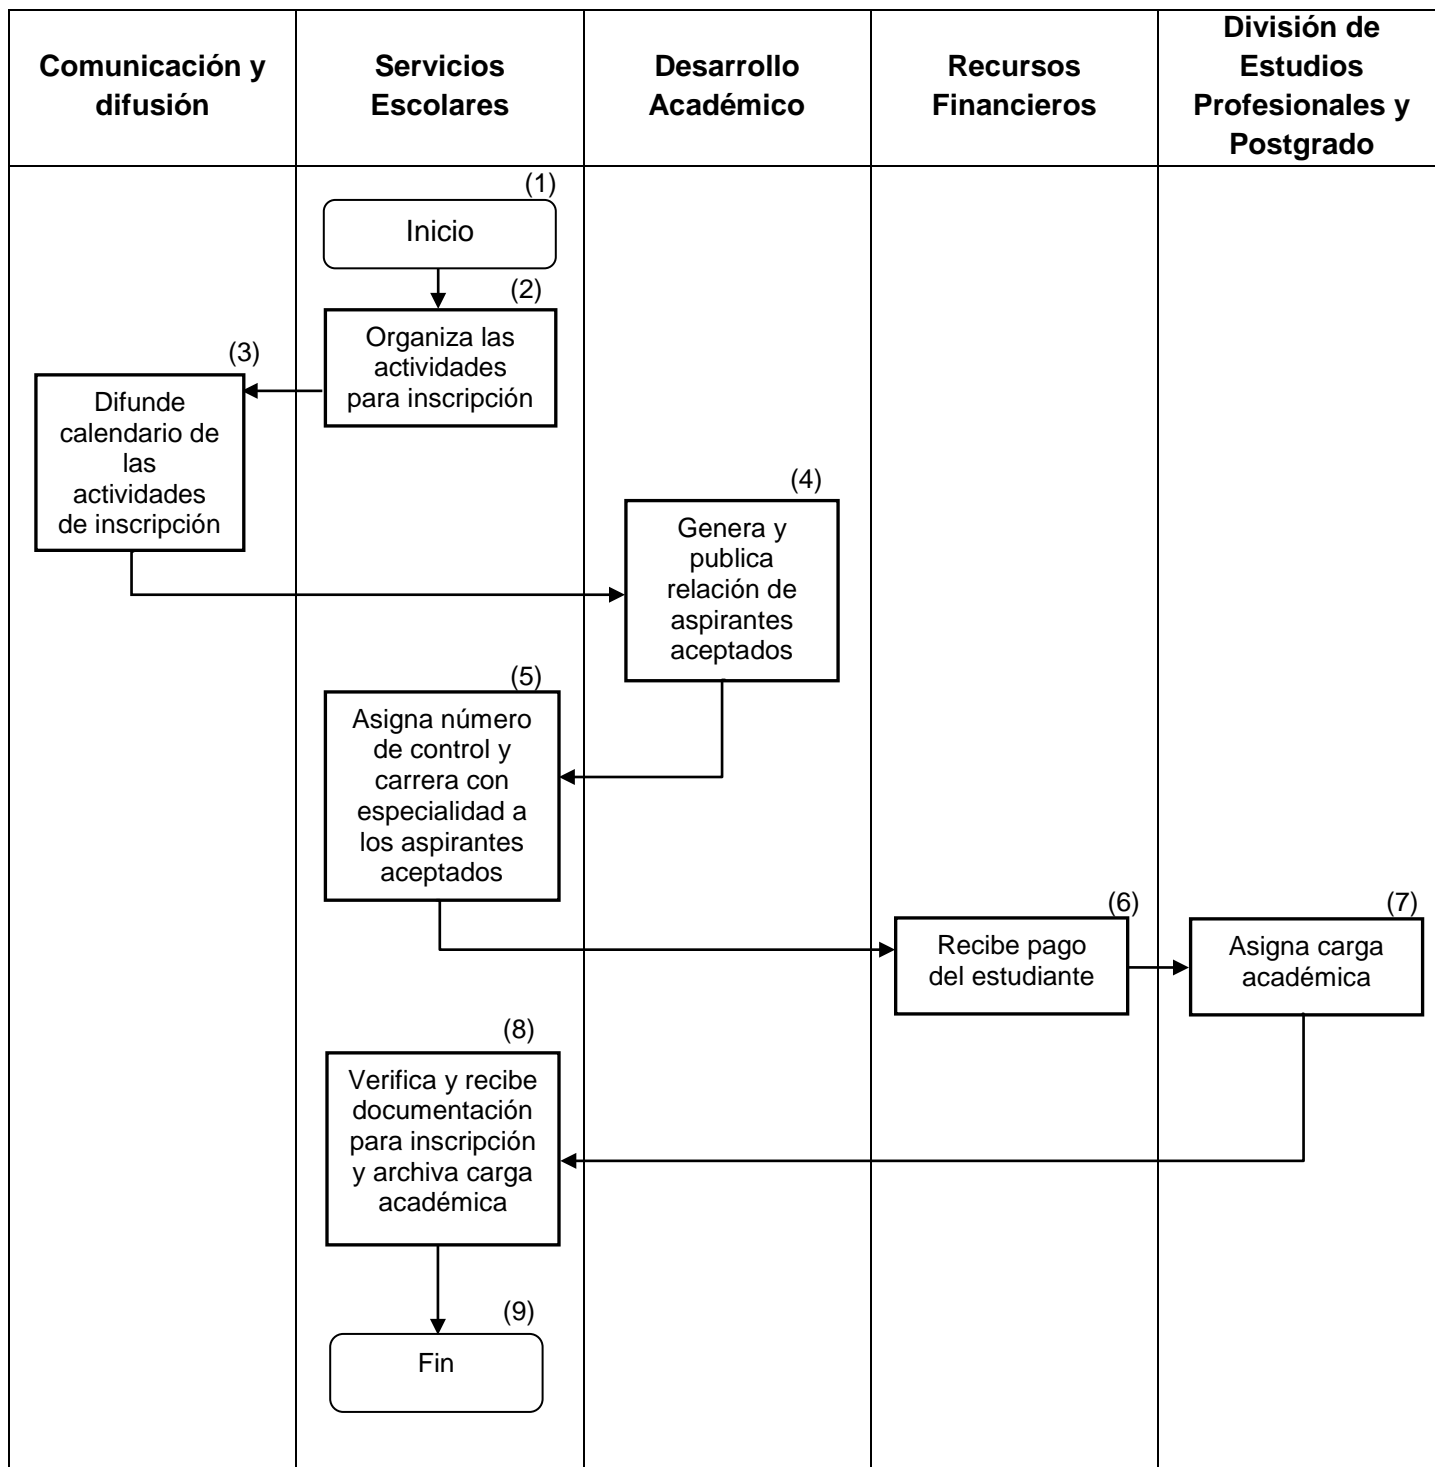 Comunicación y
difusión
Servicios
Escolares
Desarrollo
Académico
Recursos
Financieros
División de
Estudios
Profesionales y
Postgrado
(1)
Inicio
(2)
Organiza las
actividades
para inscripción
(3)
Difunde
calendario de
las
actividades
de inscripción
(4)
Genera y
publica
relación de
aspirantes
aceptados
(5)
Asigna número
de control y
carrera con
especialidad a
los aspirantes
aceptados
(6)
Recibe pago
del estudiante
(7)
Asigna carga
académica
(8)
Verifica y recibe
documentación
para inscripción
y archiva carga
académica
(9)
Fin